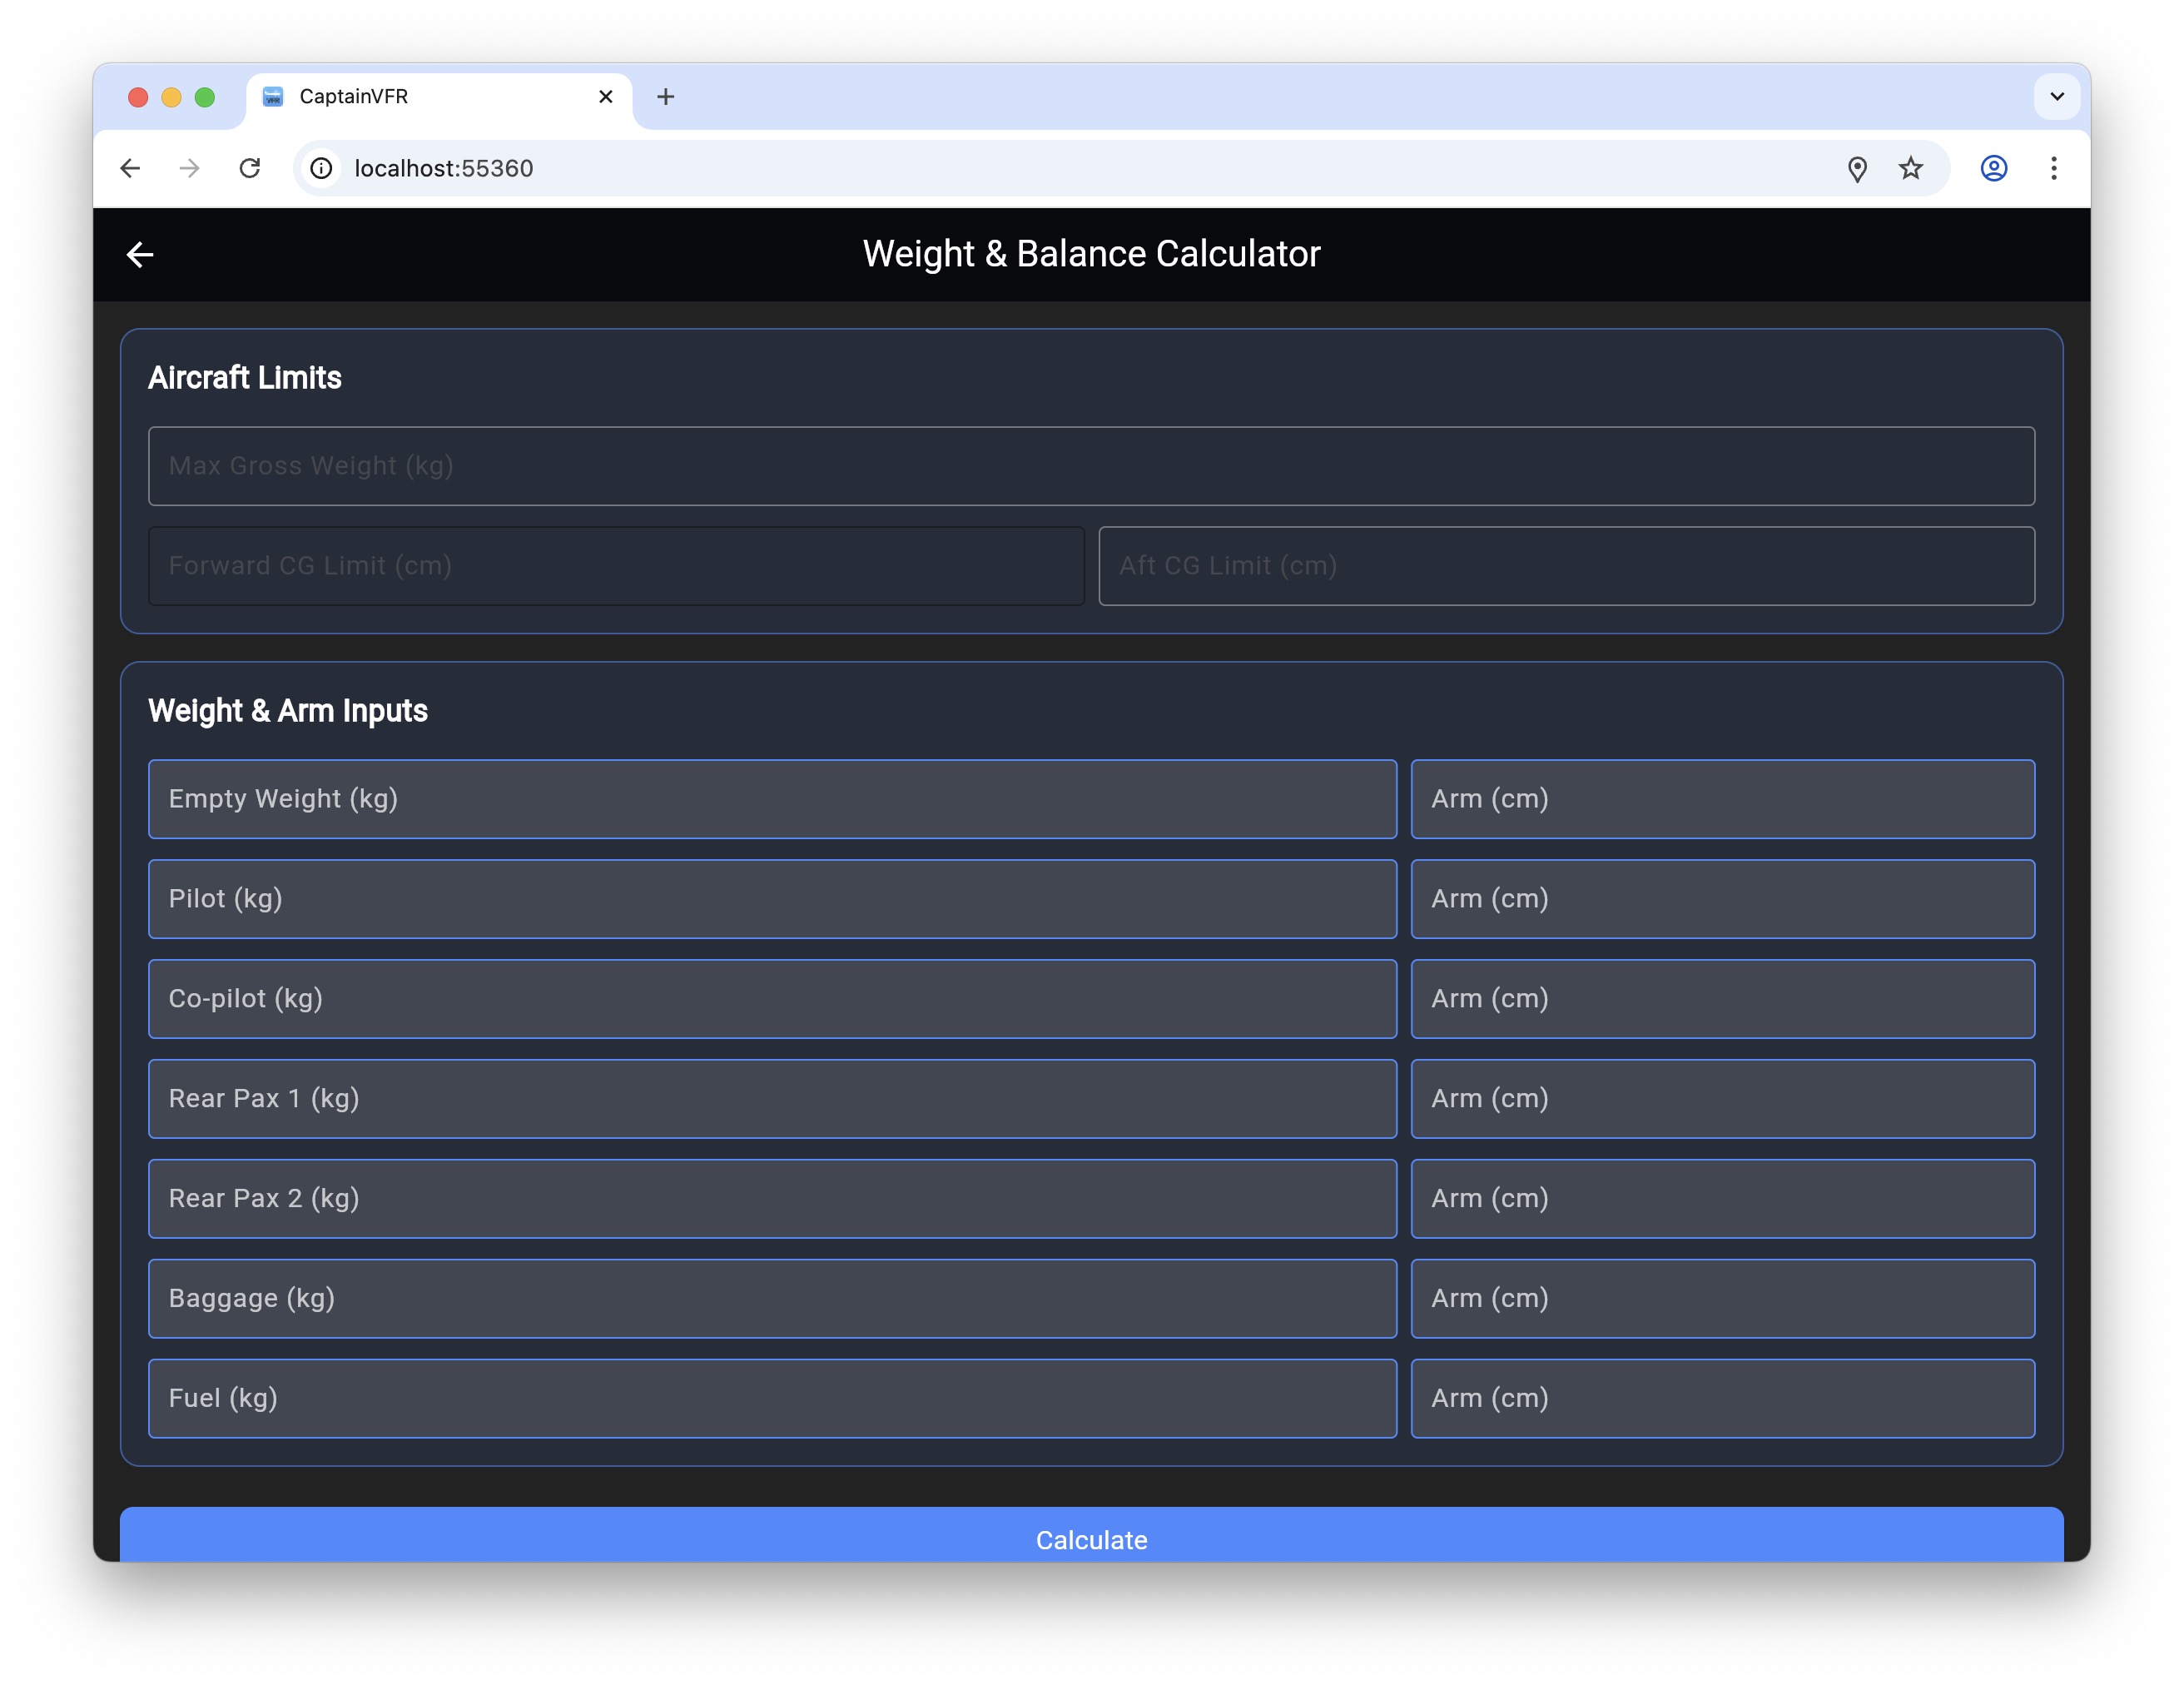 CaptainVFR
localhost:55360
Weight & Balance Calculator
Aircraft Limits
Max Gross Weight (kg)
Forward CG Limit (cm) Aft CG Limit (cm)
Weight & Arm Inputs
Empty Weight (kg) Arm (cm)
Pilot (kg) Arm (cm)
Co-pilot (kg) Arm (cm)
Rear Pax 1 (kg) Arm (cm)
Rear Pax 2 (kg) Arm (cm)
Baggage (kg) Arm (cm)
Fuel (kg) Arm (cm)
Calculate